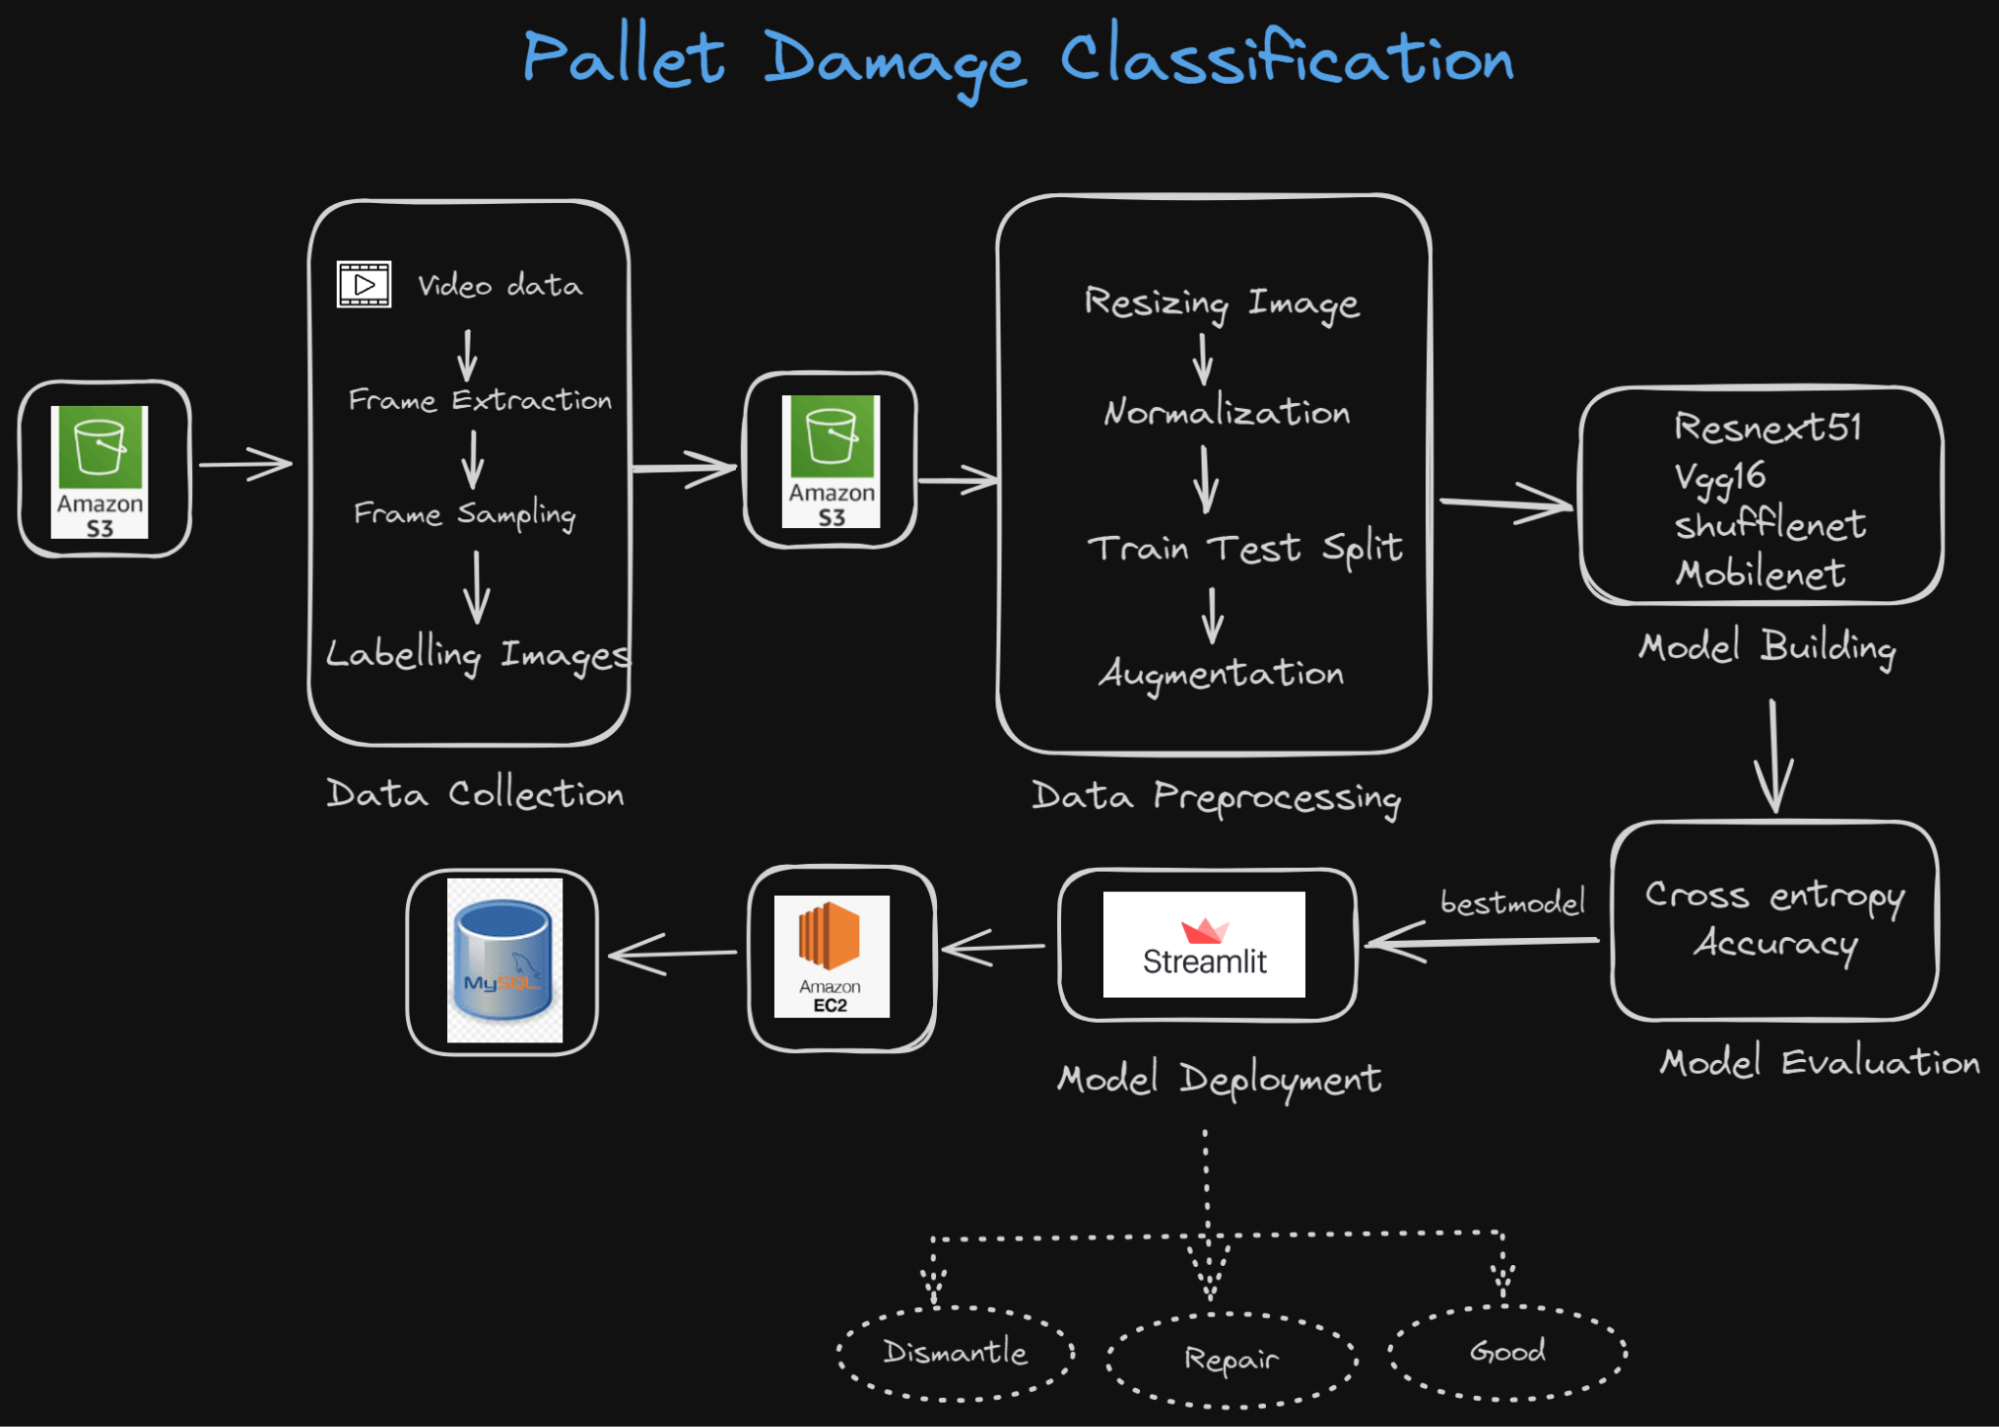 Pallet Damage Classification
Amazon
S3
Video data
Frame Extraction
Frame Sampling
Labelling Images
Data Collection
Amazon
S3
Resizing Image
Normalization
Train Test Split
Augmentation
Data Preprocessing
Resnext51
Vgg16
shufflenet
Mobilenet
Model Building
Cross entropy
Accuracy
Model Evaluation
bestmodel
Streamlit
Model Deployment
Amazon
EC2
MySQL
Dismantle
Repair
Good